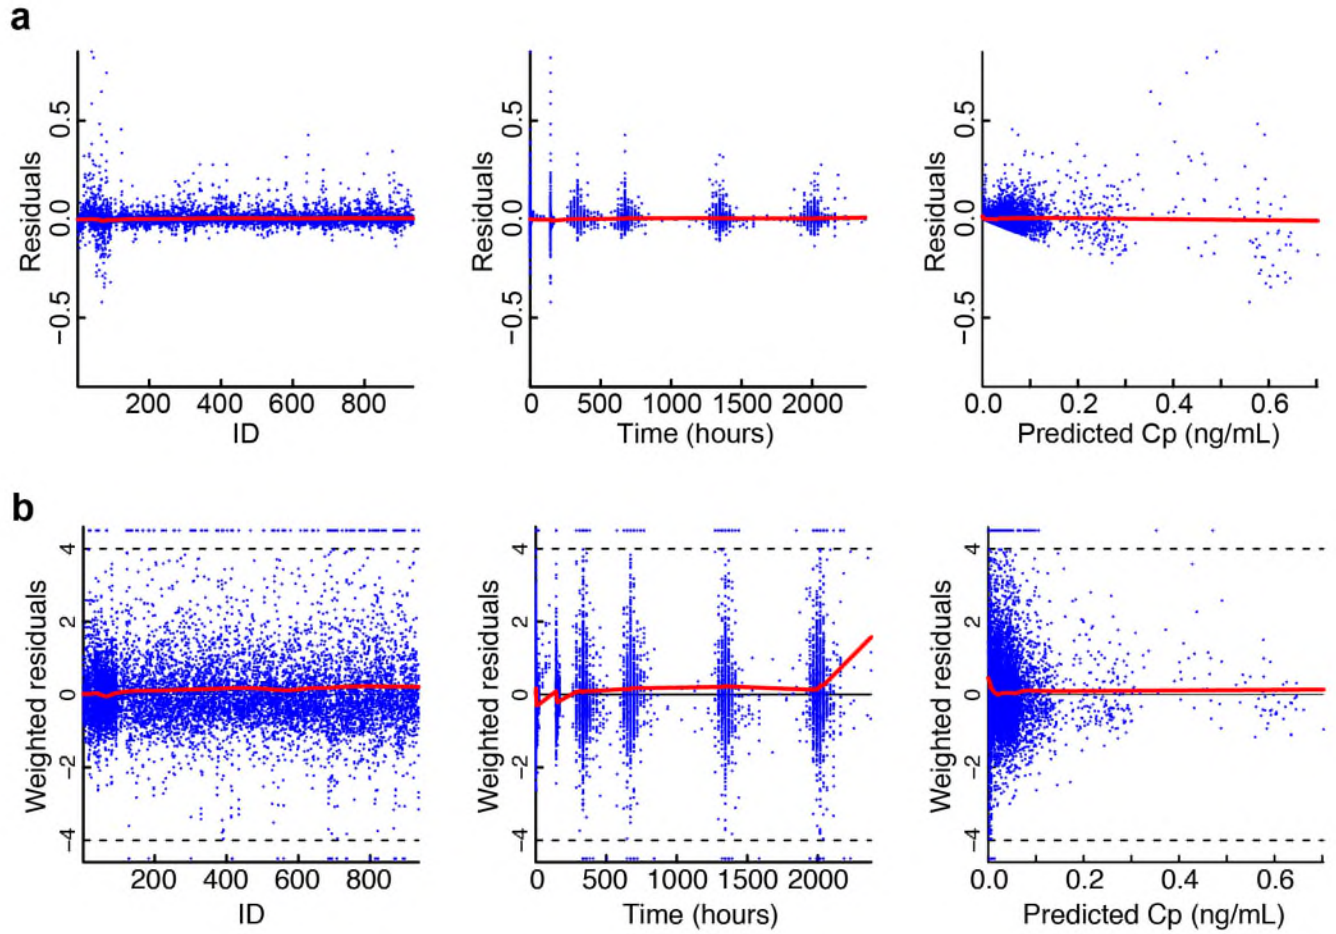 a
Residuals
0.5
0.0
−0.5
200 400 600 800
ID
Residuals
0.5
0.0
−0.5
0 500 1000 1500 2000
Time (hours)
Residuals
0.5
0.0
−0.5
0.0 0.2 0.4 0.6
Predicted Cp (ng/mL)
b
Weighted residuals
4
2
0
−2
−4
200 400 600 800
ID
Weighted residuals
4
2
0
−2
−4
0 500 1000 1500 2000
Time (hours)
Weighted residuals
4
2
0
−2
−4
0.0 0.2 0.4 0.6
Predicted Cp (ng/mL)